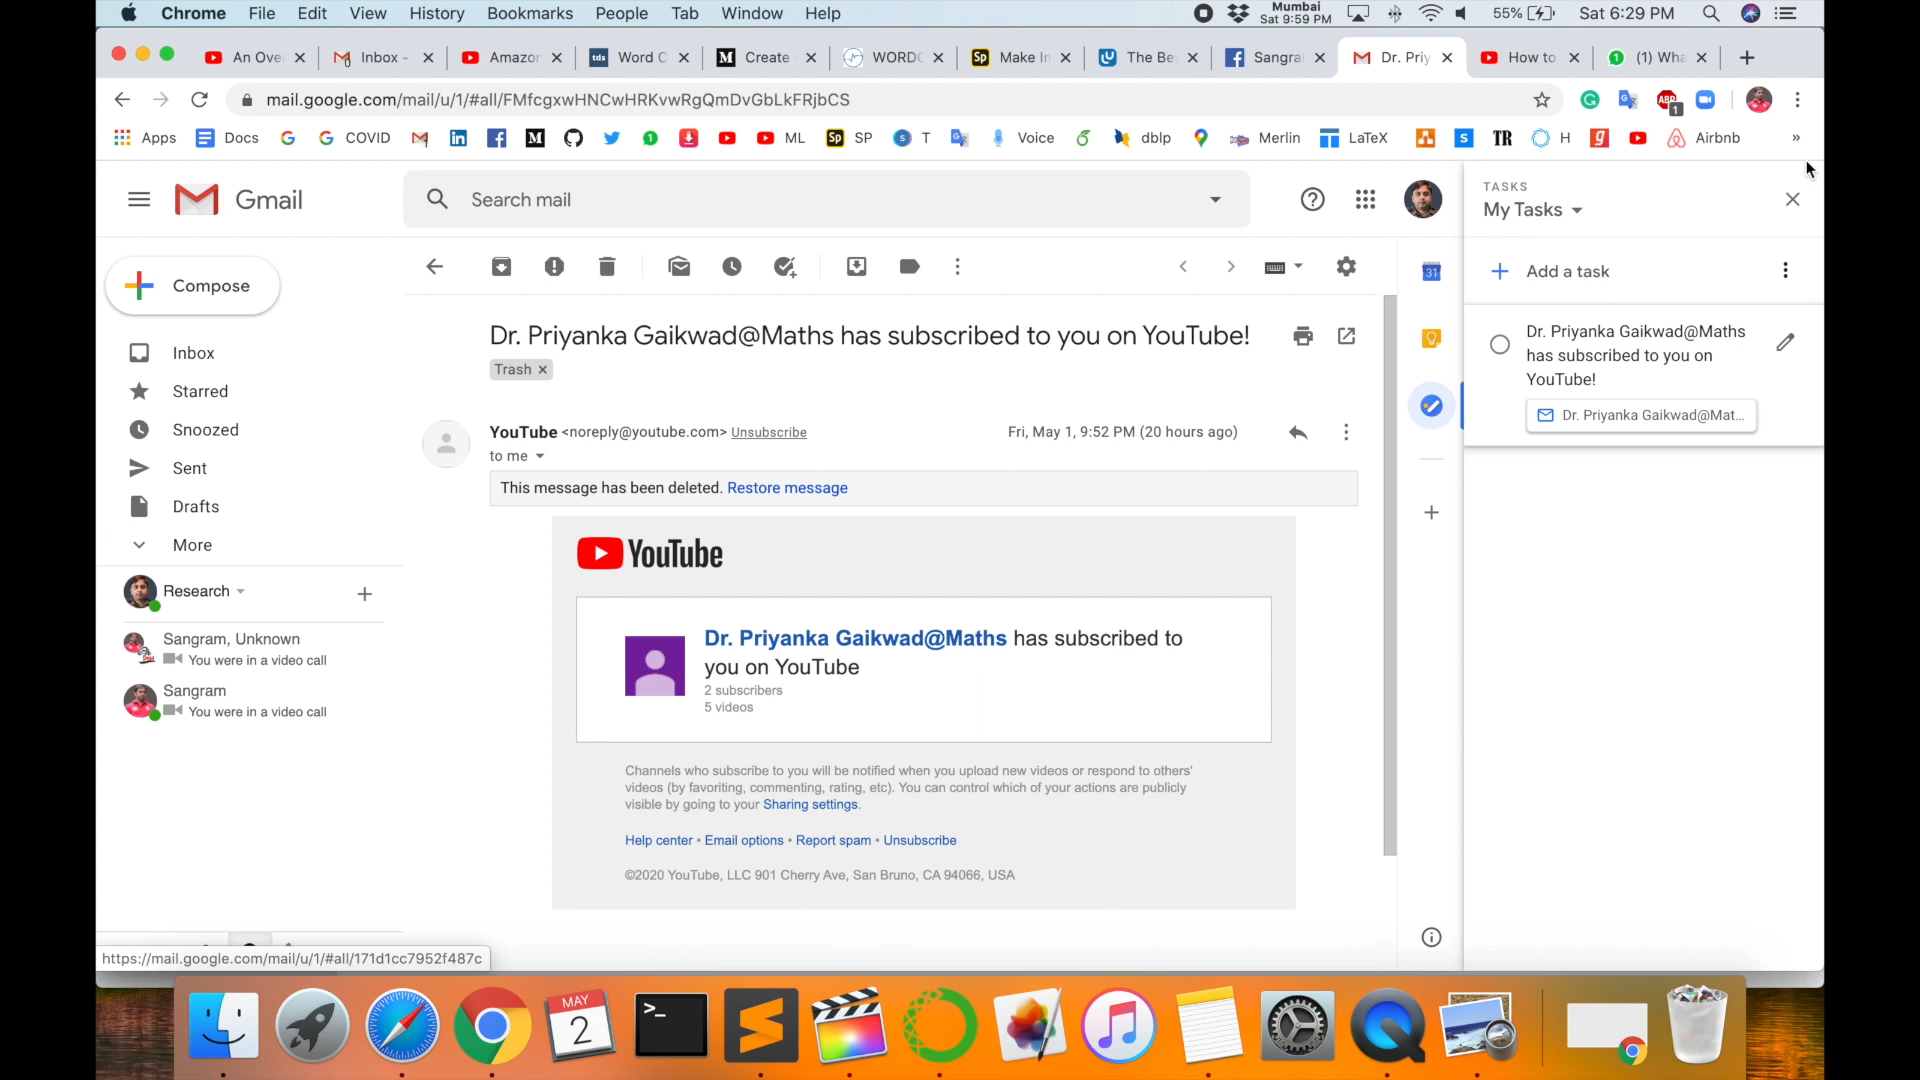 Chrome File Edit View History Bookmarks People Tab Window Help
Mumbai
Sat 9:59 PM
55%
Sat 6:29 PM
An Ove
Inbox -
Amazon
tds Word C
M Create
WORDC
Sp Make In
The Be
Sangra
Dr. Priy
How to
(1) Wha
mail.google.com/mail/u/1/#all/FMfcgxwHNCwHRKvwRgQmDvGbLkFRjbCS
ABP
1
Apps
Docs
COVID
M
ML
Sp SP
T
Voice
dblp
Merlin
LaTeX
TR
H
Airbnb
»
Gmail
Search mail
TASKS
My Tasks
Compose
31
Add a task
Inbox
Starred
Snoozed
Sent
Drafts
More
Research
Sangram, Unknown
You were in a video call
Sangram
You were in a video call
Dr. Priyanka Gaikwad@Maths has subscribed to you on YouTube!
Trash
YouTube <noreply@youtube.com> Unsubscribe
Fri, May 1, 9:52 PM (20 hours ago)
to me
This message has been deleted. Restore message
YouTube
Dr. Priyanka Gaikwad@Maths has subscribed to
you on YouTube
2 subscribers
5 videos
Channels who subscribe to you will be notified when you upload new videos or respond to others'
videos (by favoriting, commenting, rating, etc). You can control which of your actions are publicly
visible by going to your Sharing settings.
Help center • Email options • Report spam • Unsubscribe
©2020 YouTube, LLC 901 Cherry Ave, San Bruno, CA 94066, USA
Dr. Priyanka Gaikwad@Maths
has subscribed to you on
YouTube!
Dr. Priyanka Gaikwad@Mat...
https://mail.google.com/mail/u/1/#all/171d1cc7952f487c
MAY
2
>_